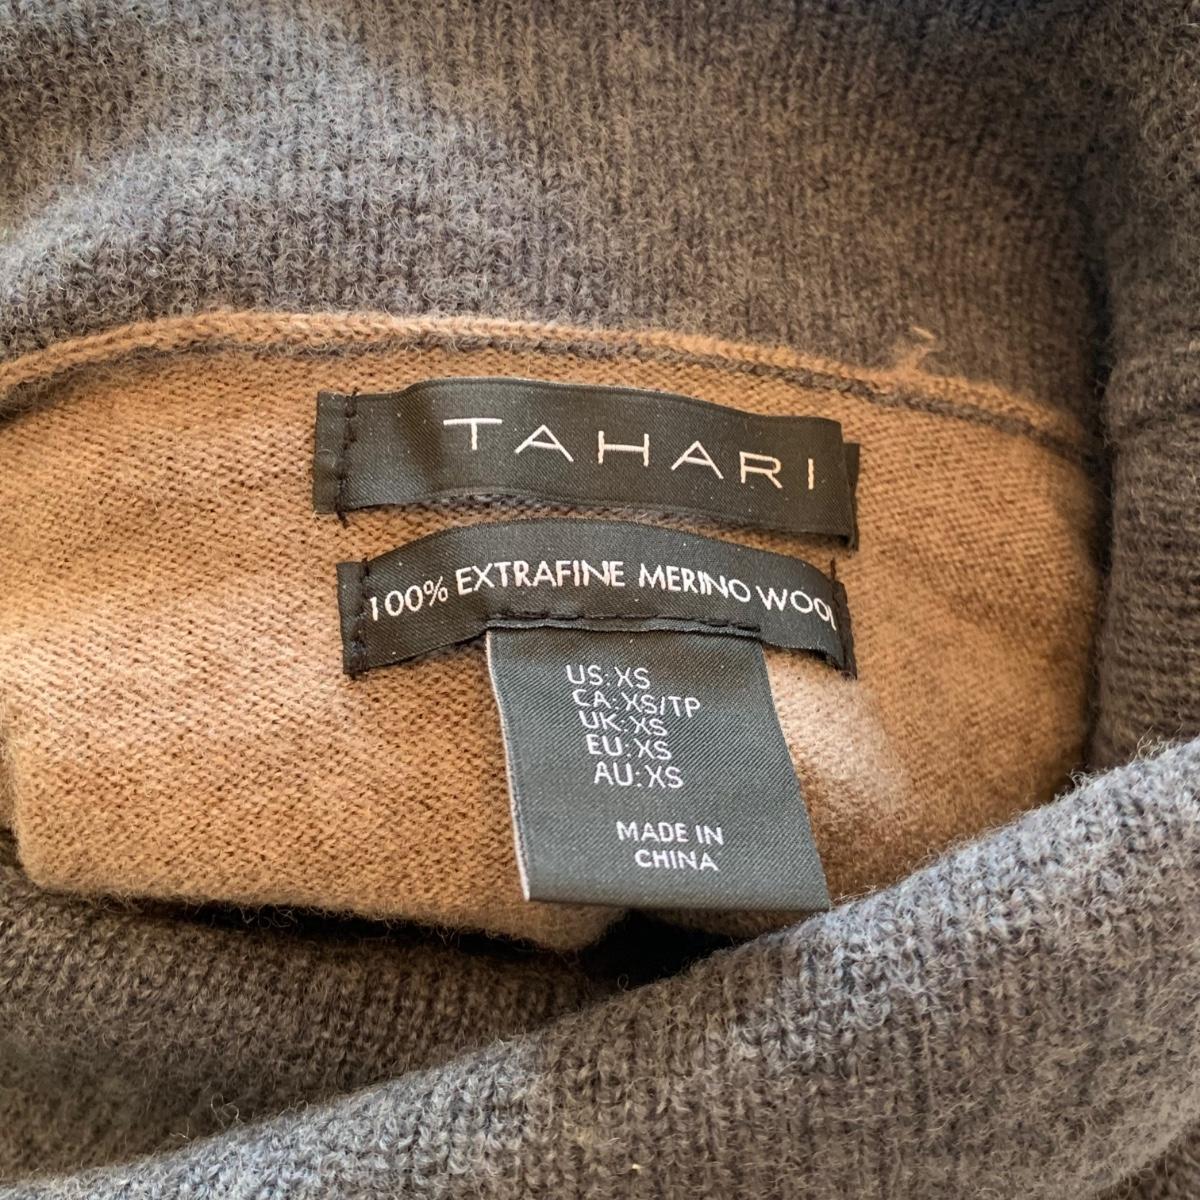 TAHARI
100% EXTRAFINE MERINO WOOL
US: XS
CA: XS/TP
UK: XS
EU: XS
AU: XS
MADE IN
CHINA